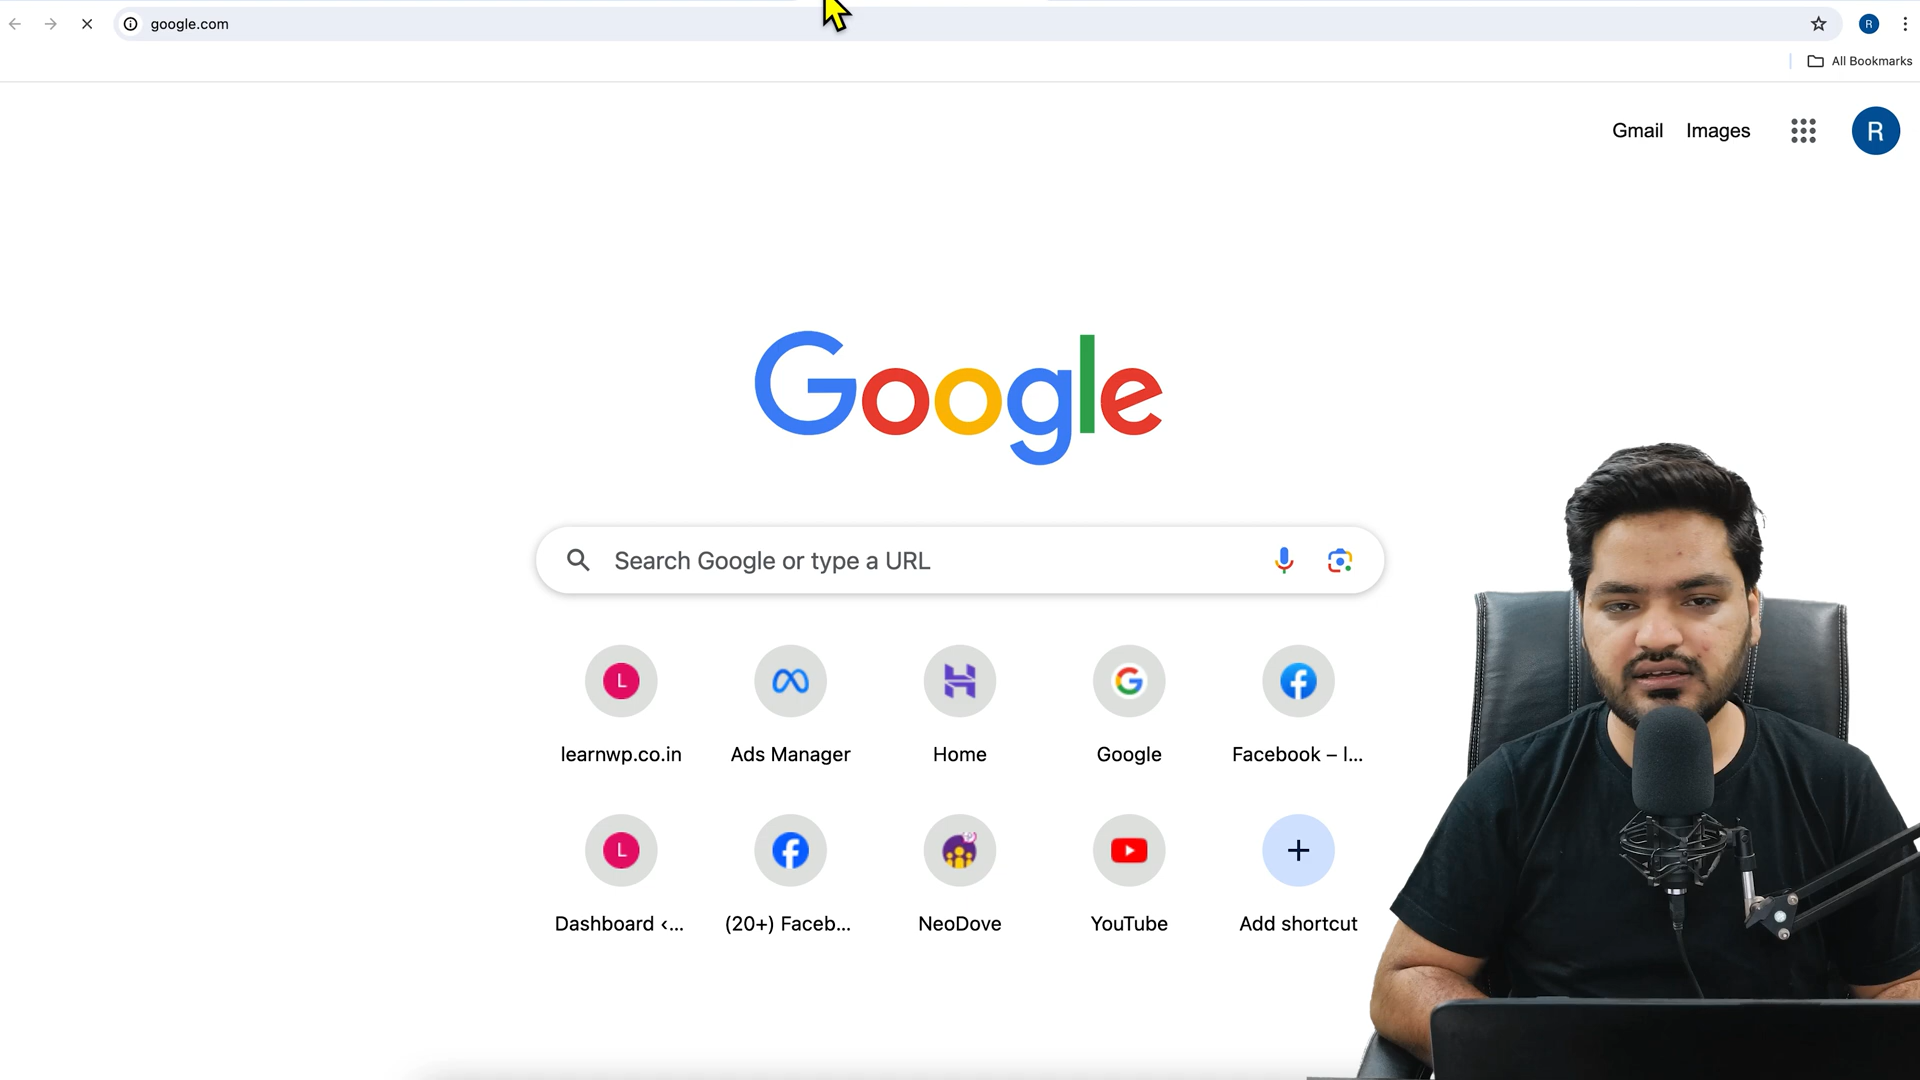 google.com
R
All Bookmarks
Gmail
Images
R
Google
Search Google or type a URL
L
learnwp.co.in
Ads Manager
Home
Google
Facebook – l...
L
Dashboard ‹...
(20+) Faceb...
NeoDove
YouTube
Add shortcut